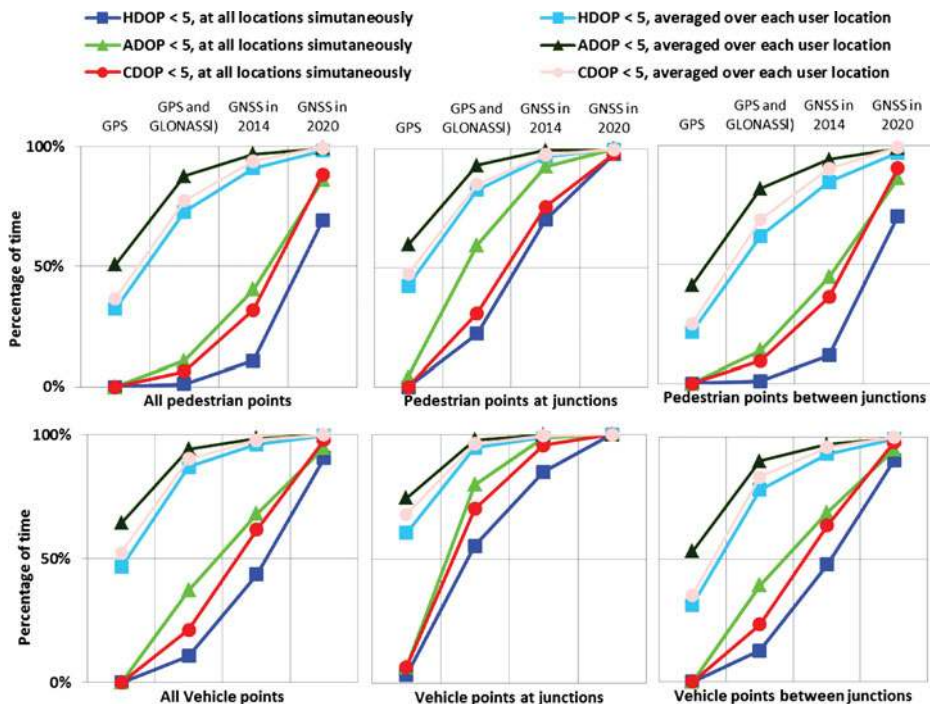 HDOP < 5, at all locations simutaneously
HDOP < 5, averaged over each user location
ADOP < 5, at all locations simutaneously
ADOP < 5, averaged over each user location
CDOP < 5, at all locations simutaneously
CDOP < 5, averaged over each user location
GPS
GPS and GLONASSI)
GNSS in 2014
GNSS in 2020
GPS
GPS and GLONASSI)
GNSS in 2014
GNSS in 2020
GPS
GPS and GLONASSI)
GNSS in 2014
GNSS in 2020
Percentage of time
100%
50%
0%
All pedestrian points
Pedestrian points at junctions
Pedestrian points between junctions
Percentage of time
100%
50%
0%
All Vehicle points
Vehicle points at junctions
Vehicle points between junctions